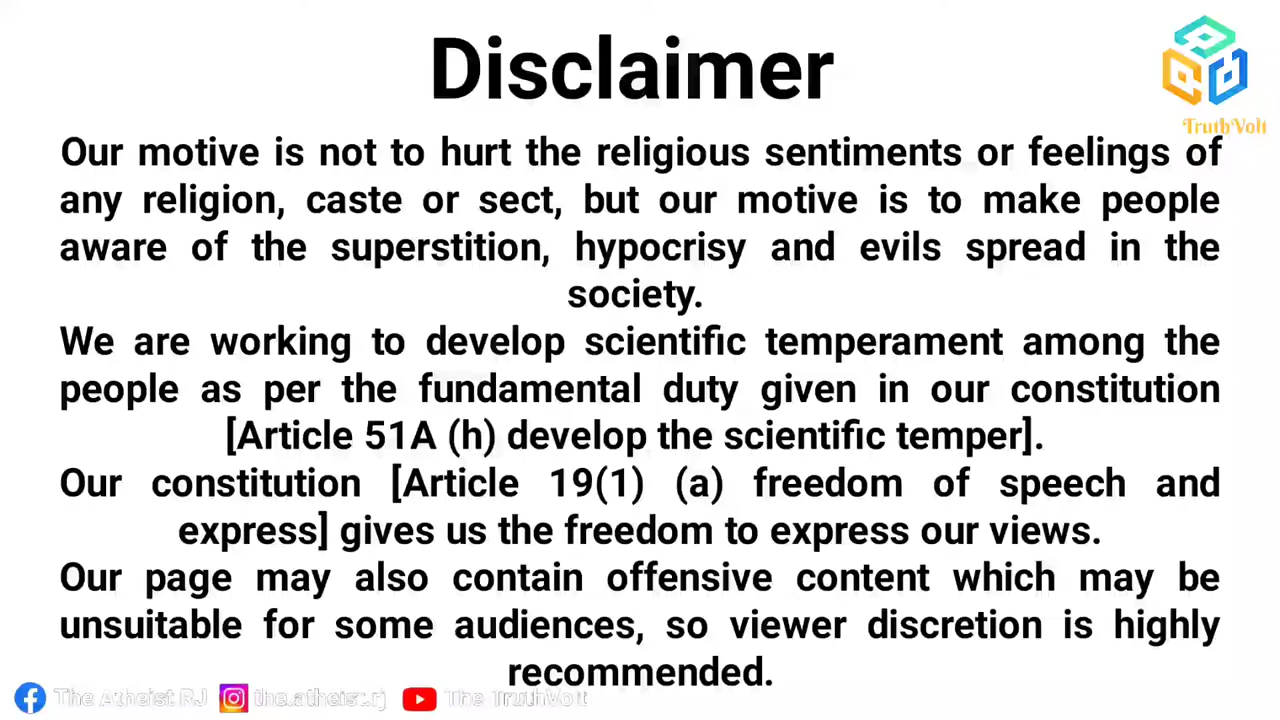 Disclaimer
TruthVolt
Our motive is not to hurt the religious sentiments or feelings of
any religion, caste or sect, but our motive is to make people
aware of the superstition, hypocrisy and evils spread in the
society.
We are working to develop scientific temperament among the
people as per the fundamental duty given in our constitution
[Article 51A (h) develop the scientific temper].
Our constitution [Article 19(1) (a) freedom of speech and
express] gives us the freedom to express our views.
Our page may also contain offensive content which may be
unsuitable for some audiences, so viewer discretion is highly
recommended.
The Atheist RJ the.atheist.rj The TruthVolt